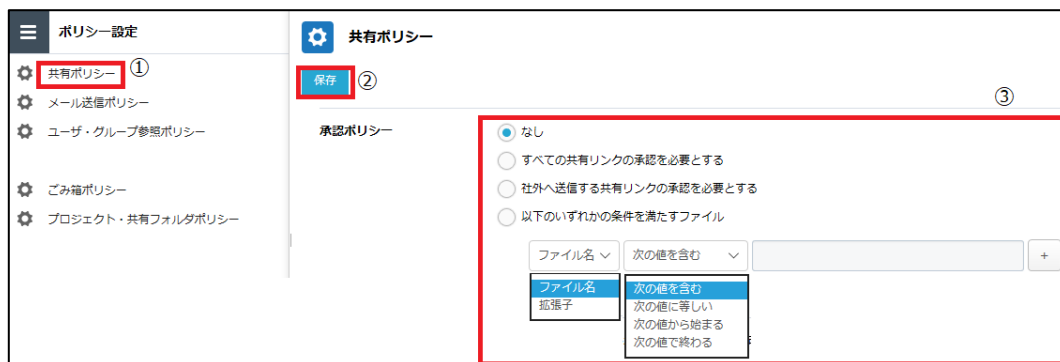 ポリシー設定
共有ポリシー ①
メール送信ポリシー
ユーザ・グループ参照ポリシー
ごみ箱ポリシー
プロジェクト・共有フォルダポリシー
共有ポリシー
保存 ②
③
承認ポリシー
なし
すべての共有リンクの承認を必要とする
社外へ送信する共有リンクの承認を必要とする
以下のいずれかの条件を満たすファイル
ファイル名 次の値を含む +
ファイル名
拡張子
次の値を含む
次の値に等しい
次の値から始まる
次の値で終わる